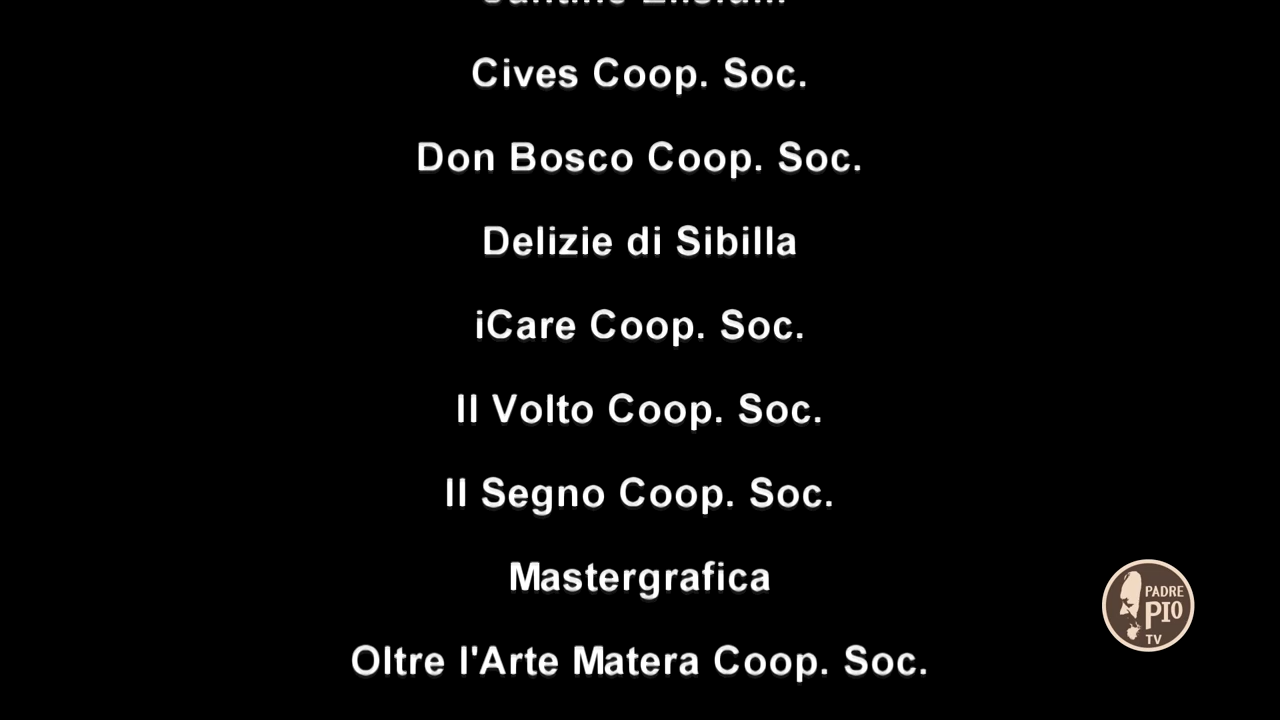 Cives Coop. Soc.
Don Bosco Coop. Soc.
Delizie di Sibilla
iCare Coop. Soc.
Il Volto Coop. Soc.
Il Segno Coop. Soc.
Mastergrafica
Oltre l'Arte Matera Coop. Soc.
PADRE
PIO
TV